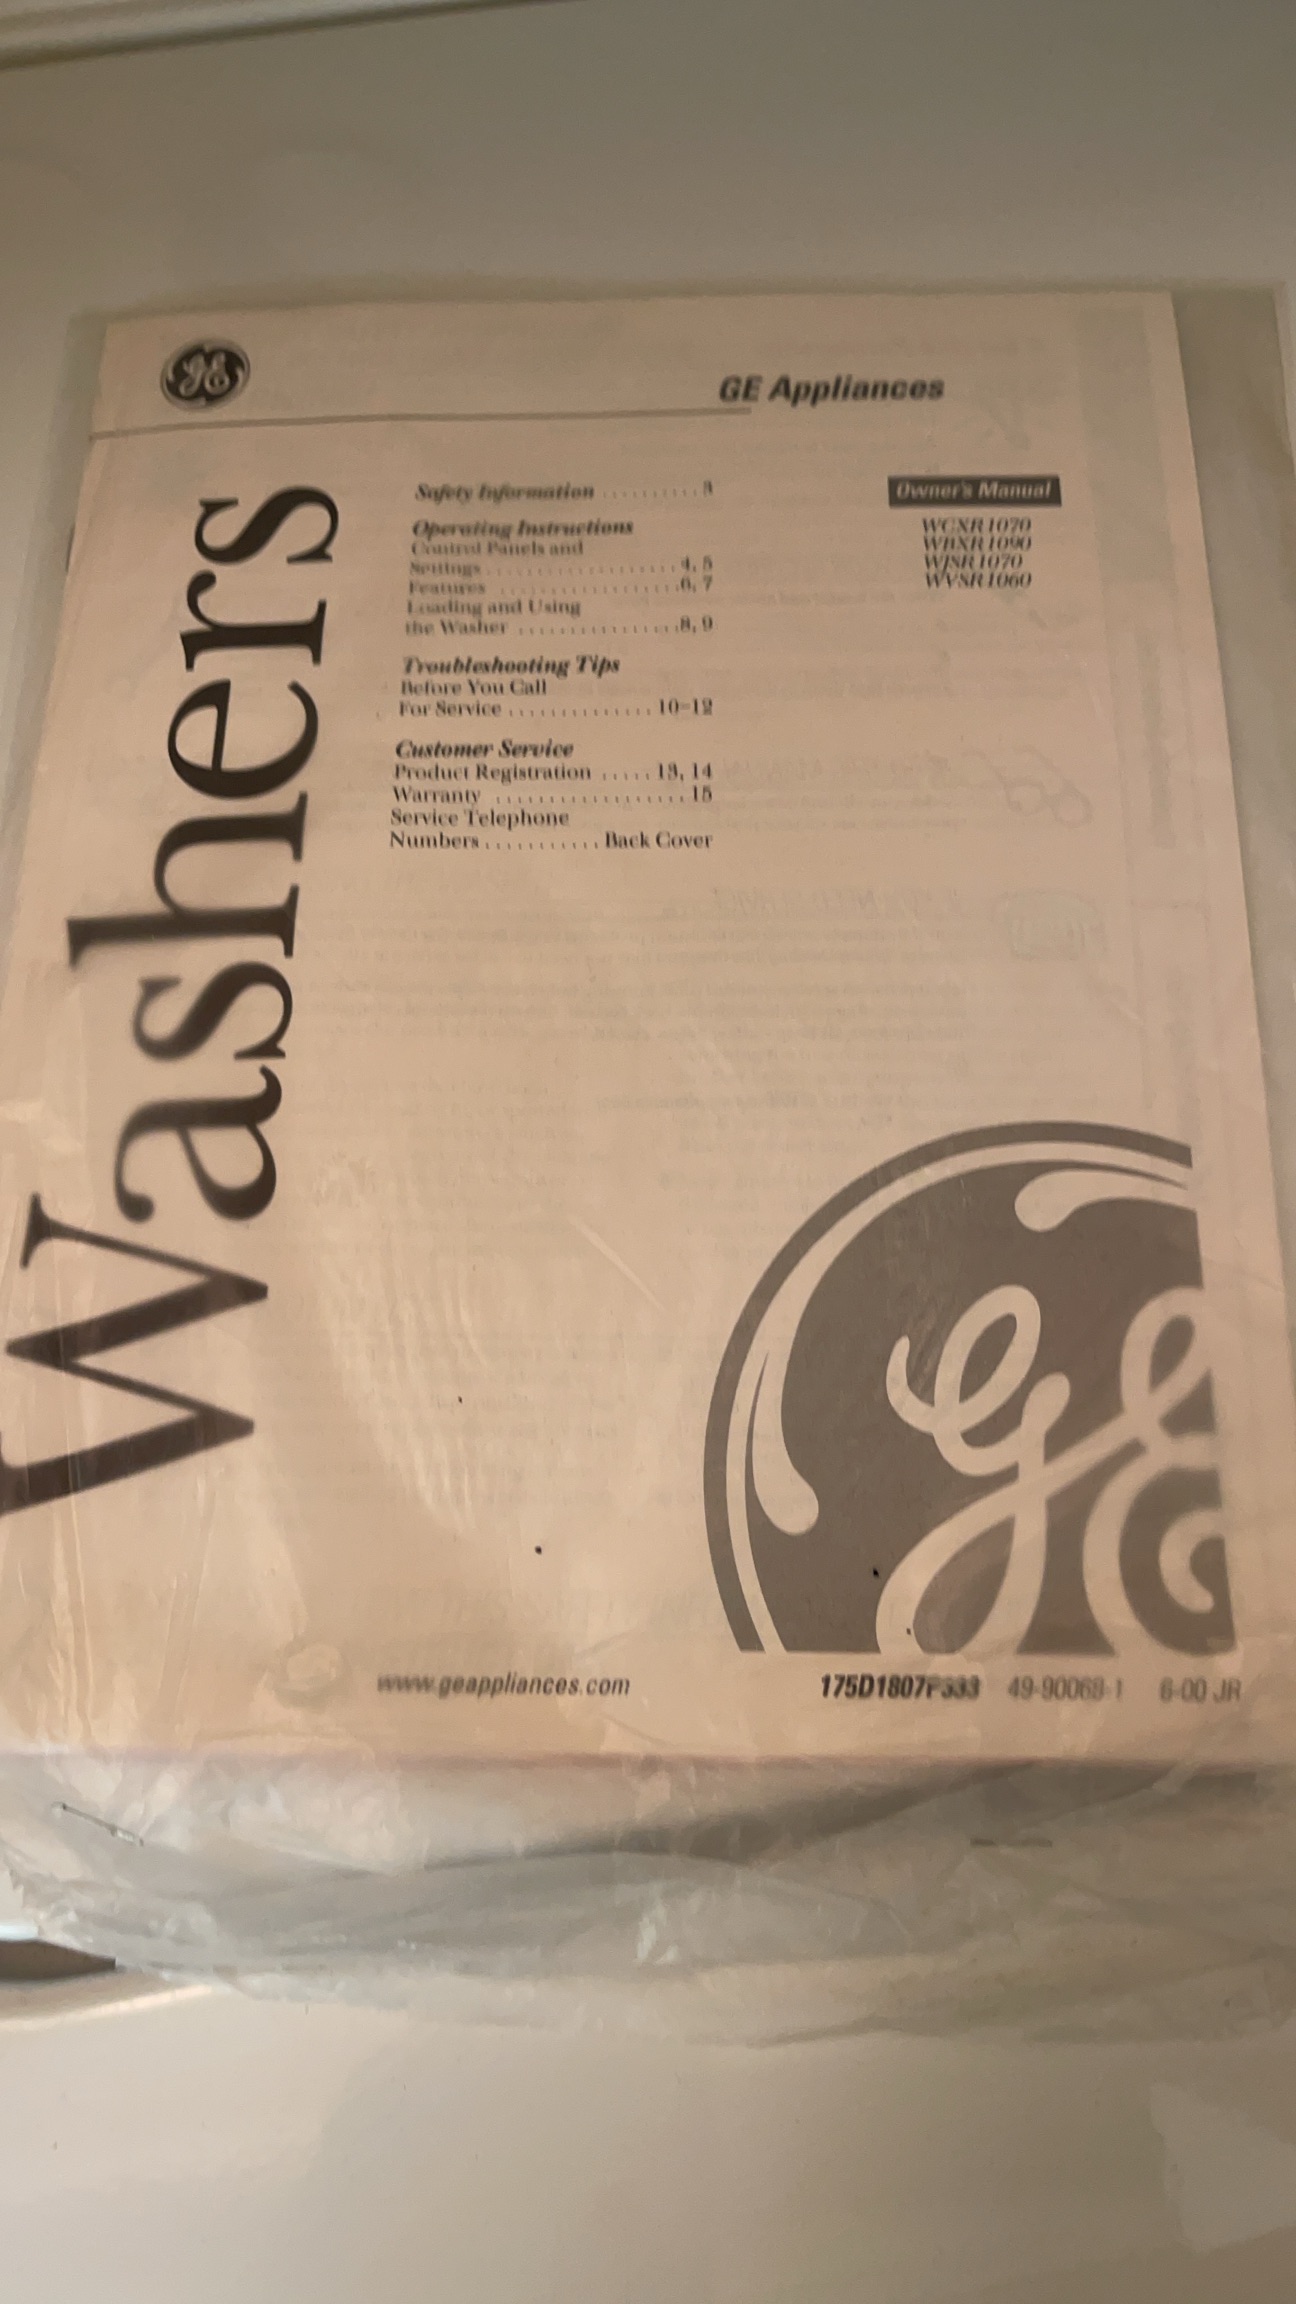 GE
GE Appliances
Washers
Safety Information ..........3
Operating Instructions
Control Panels and
Settings ....................4, 5
Features ..................6, 7
Loading and Using
the Washer ................8, 9
Troubleshooting Tips
Before You Call
For Service ..............10–12
Customer Service
Product Registration .....13, 14
Warranty ...................15
Service Telephone
Numbers ...........Back Cover
Owner's Manual
WCXR1070
WBXR1090
WJSR1070
WVSR1060
GE
www.geappliances.com
175D1807P333 49-90068-1 6-00 JR